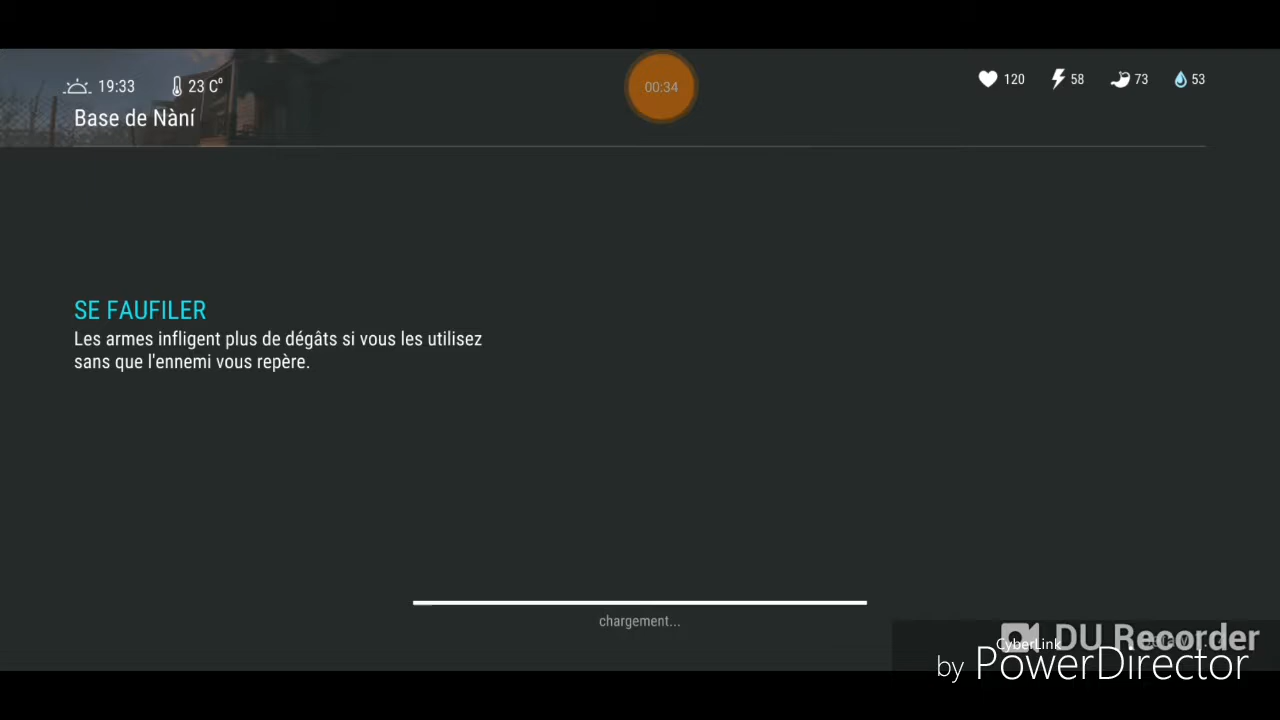 19:33 23 C°
00:34
120 58 73 53
Base de Nàní
SE FAUFILER
Les armes infligent plus de dégâts si vous les utilisez
sans que l'ennemi vous repère.
chargement...
DU Recorder
CyberLink
by PowerDirector